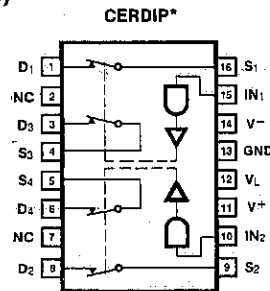 CERDIP*
D1 1 16 S1
NC 2 15 IN1
D3 3 14 V−
S3 4 13 GND
S4 5 12 VL
D4 6 11 V+
NC 7 10 IN2
D2 8 9 S2